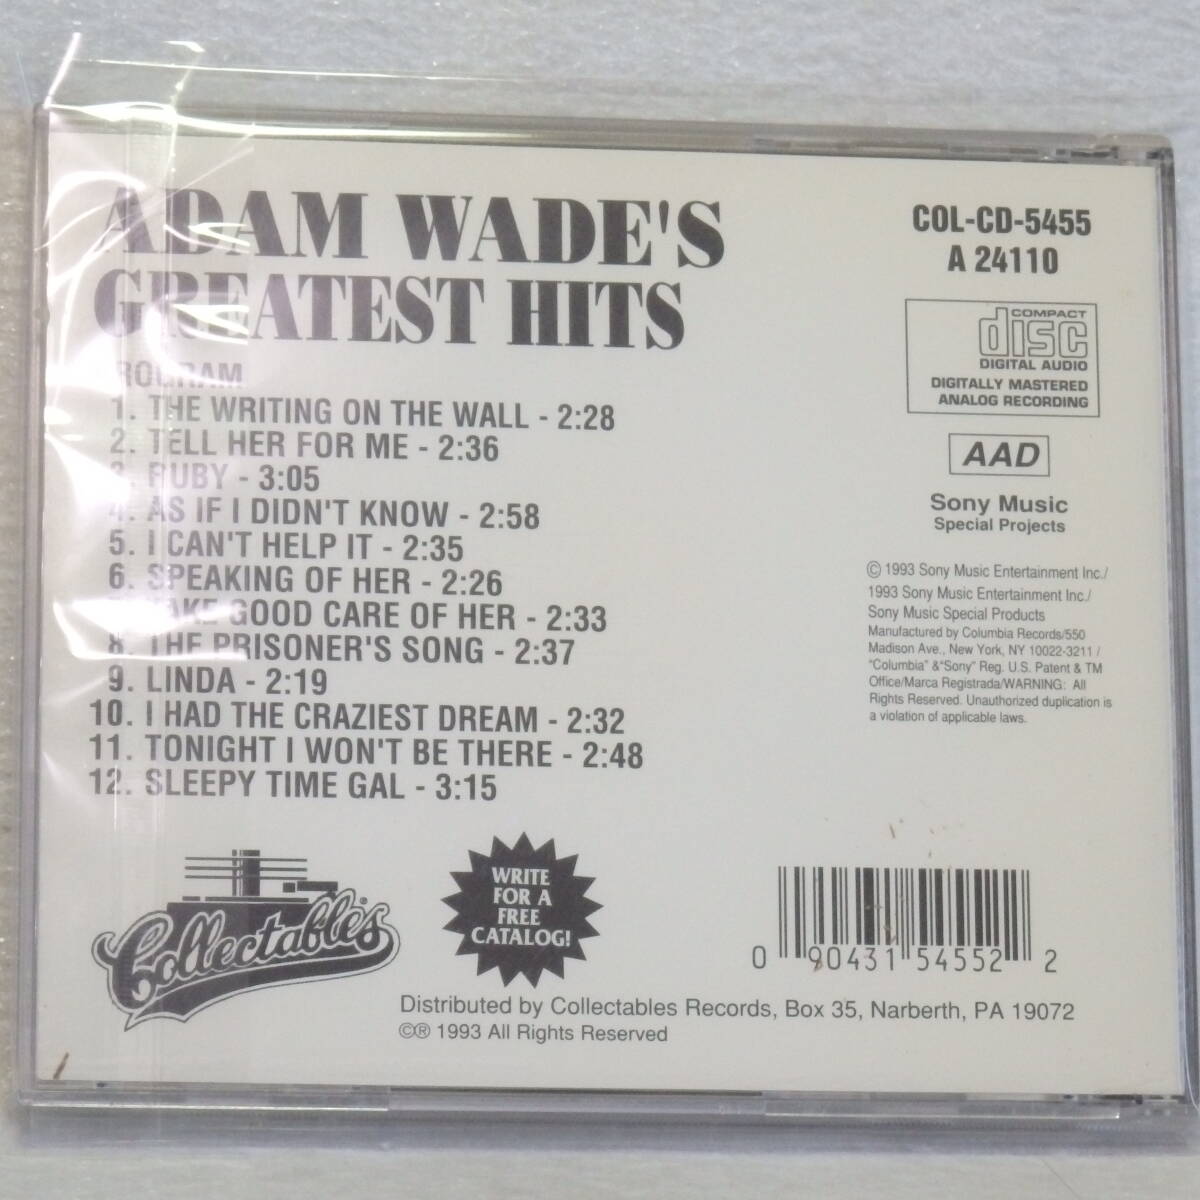 ADAM WADE'S
GREATEST HITS
PROGRAM
1. THE WRITING ON THE WALL - 2:28
2. TELL HER FOR ME - 2:36
3. RUBY - 3:05
4. AS IF I DIDN'T KNOW - 2:58
5. I CAN'T HELP IT - 2:35
6. SPEAKING OF HER - 2:26
7. TAKE GOOD CARE OF HER - 2:33
8. THE PRISONER'S SONG - 2:37
9. LINDA - 2:19
10. I HAD THE CRAZIEST DREAM - 2:32
11. TONIGHT I WON'T BE THERE - 2:48
12. SLEEPY TIME GAL - 3:15
COL-CD-5455
A 24110
COMPACT
disc
DIGITAL AUDIO
DIGITALLY MASTERED
ANALOG RECORDING
AAD
Sony Music
Special Projects
© 1993 Sony Music Entertainment Inc./
1993 Sony Music Entertainment Inc./
Sony Music Special Products
Manufactured by Columbia Records/550
Madison Ave., New York, NY 10022-3211 /
"Columbia" &"Sony" Reg. U.S. Patent & TM
Office/Marca Registrada/WARNING: All
Rights Reserved. Unauthorized duplication is
a violation of applicable laws.
Collectables
WRITE
FOR A
FREE
CATALOG!
0 90431 54552 2
Distributed by Collectables Records, Box 35, Narberth, PA 19072
©® 1993 All Rights Reserved